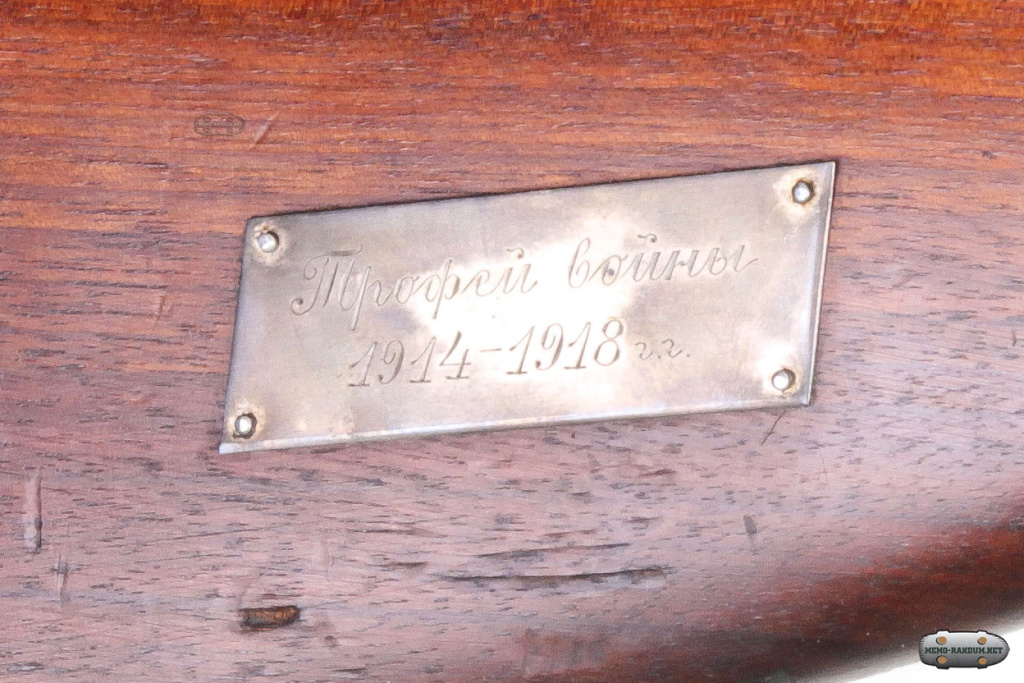 Трофей войны
1914-1918 г.г.
MEMO-RANDUM.NET